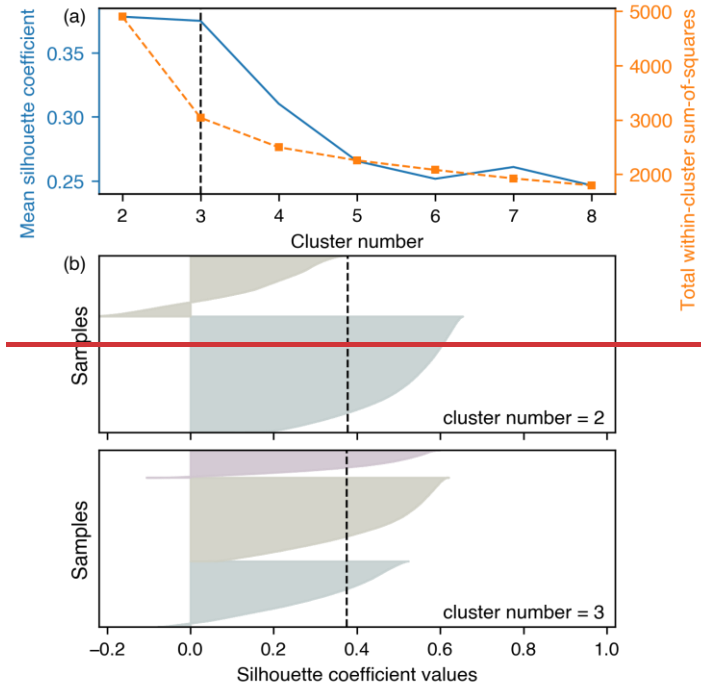 (a)
Mean silhouette coefficient
0.35
0.30
0.25
5000
4000
3000
2000
Total within-cluster sum-of-squares
2 3 4 5 6 7 8
Cluster number
(b)
Samples
cluster number = 2
Samples
cluster number = 3
−0.2 0.0 0.2 0.4 0.6 0.8 1.0
Silhouette coefficient values